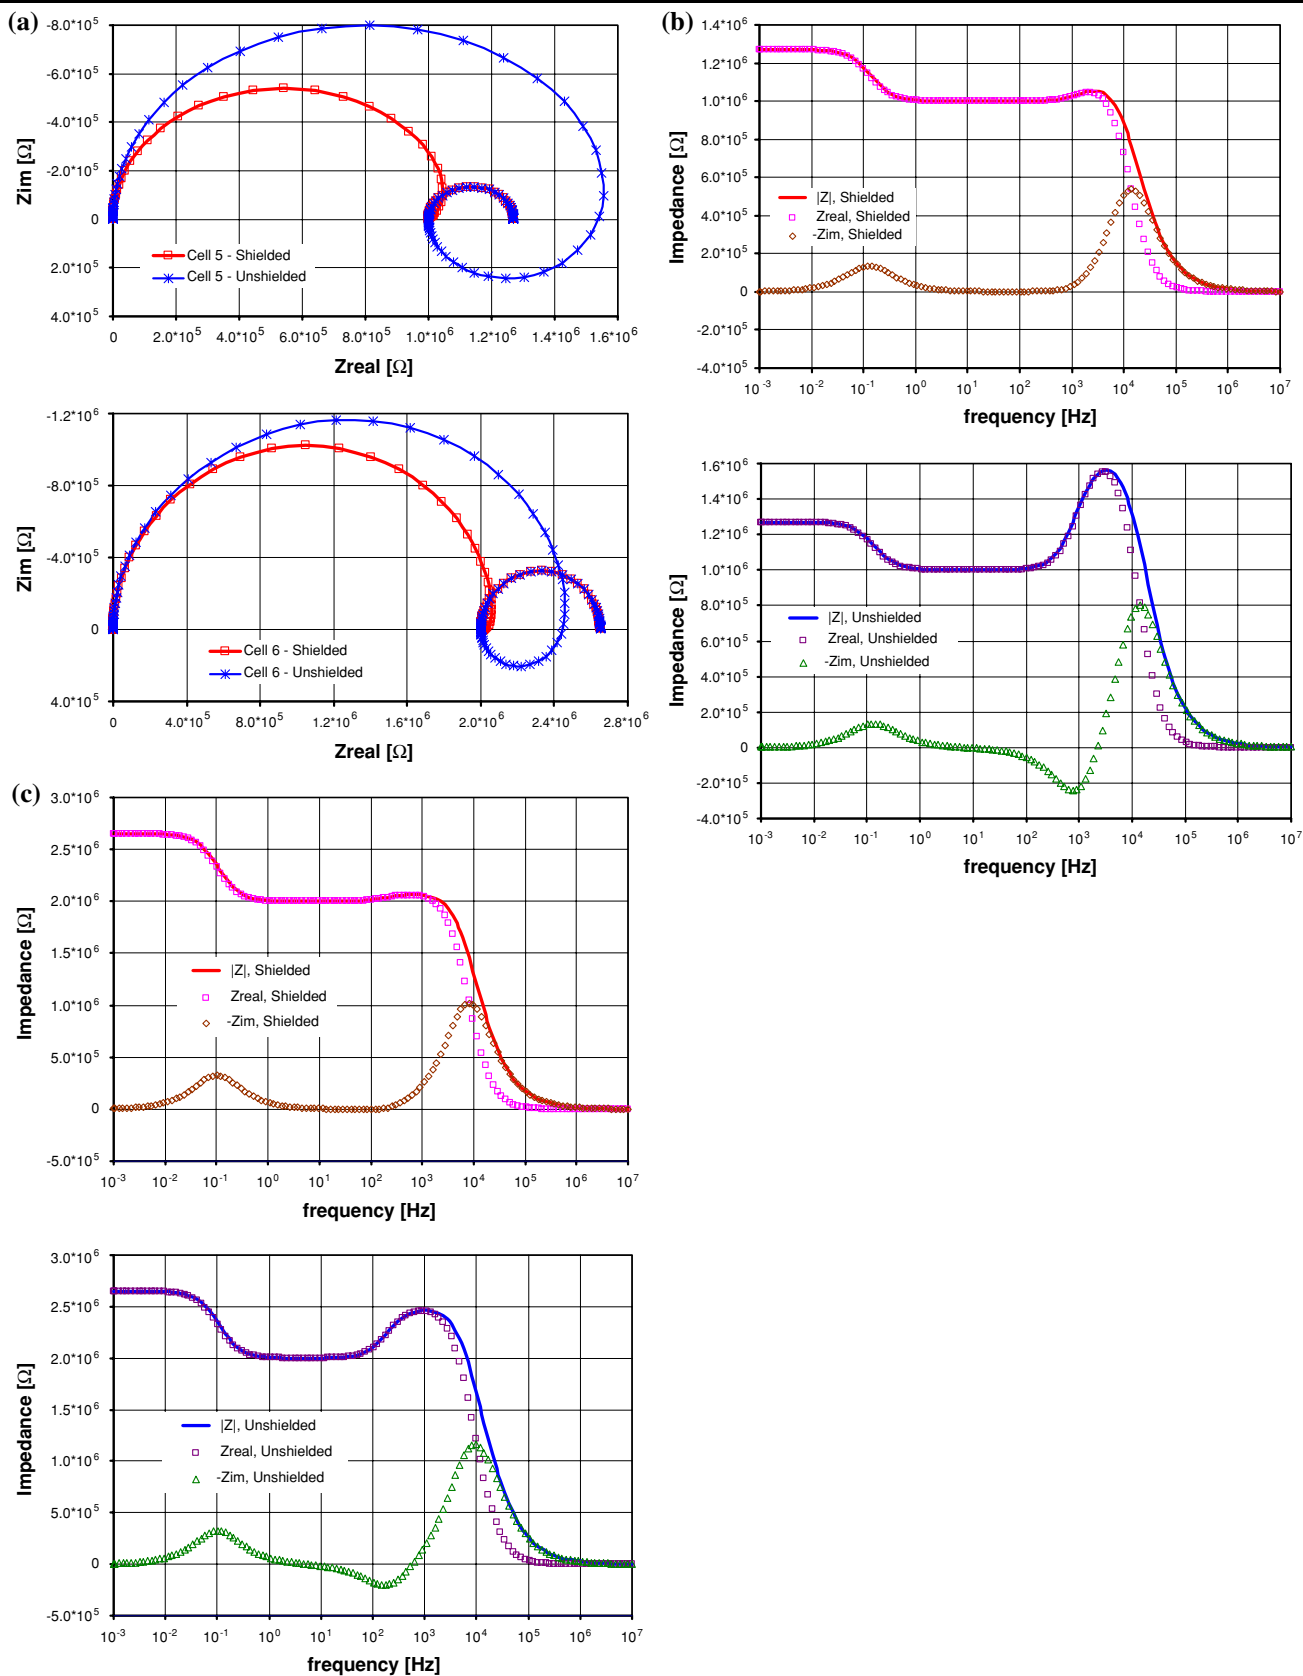 (a)
-8.0*10^5
-6.0*10^5
-4.0*10^5
-2.0*10^5
0
2.0*10^5
4.0*10^5
Zim [Ω]
Cell 5 - Shielded
Cell 5 - Unshielded
0 2.0*10^5 4.0*10^5 6.0*10^5 8.0*10^5 1.0*10^6 1.2*10^6 1.4*10^6 1.6*10^6
Zreal [Ω]
-1.2*10^6
-8.0*10^5
-4.0*10^5
0
4.0*10^5
Zim [Ω]
Cell 6 - Shielded
Cell 6 - Unshielded
0 4.0*10^5 8.0*10^5 1.2*10^6 1.6*10^6 2.0*10^6 2.4*10^6 2.8*10^6
Zreal [Ω]
(b)
1.4*10^6
1.2*10^6
1.0*10^6
8.0*10^5
6.0*10^5
4.0*10^5
2.0*10^5
0
-2.0*10^5
-4.0*10^5
Impedance [Ω]
|Z|, Shielded
Zreal, Shielded
-Zim, Shielded
10^-3 10^-2 10^-1 10^0 10^1 10^2 10^3 10^4 10^5 10^6 10^7
frequency [Hz]
1.6*10^6
1.4*10^6
1.2*10^6
1.0*10^6
8.0*10^5
6.0*10^5
4.0*10^5
2.0*10^5
0
-2.0*10^5
-4.0*10^5
Impedance [Ω]
|Z|, Unshielded
Zreal, Unshielded
-Zim, Unshielded
10^-3 10^-2 10^-1 10^0 10^1 10^2 10^3 10^4 10^5 10^6 10^7
frequency [Hz]
(c)
3.0*10^6
2.5*10^6
2.0*10^6
1.5*10^6
1.0*10^6
5.0*10^5
0
-5.0*10^5
Impedance [Ω]
|Z|, Shielded
Zreal, Shielded
-Zim, Shielded
10^-3 10^-2 10^-1 10^0 10^1 10^2 10^3 10^4 10^5 10^6 10^7
frequency [Hz]
3.0*10^6
2.5*10^6
2.0*10^6
1.5*10^6
1.0*10^6
5.0*10^5
0
-5.0*10^5
Impedance [Ω]
|Z|, Unshielded
Zreal, Unshielded
-Zim, Unshielded
10^-3 10^-2 10^-1 10^0 10^1 10^2 10^3 10^4 10^5 10^6 10^7
frequency [Hz]